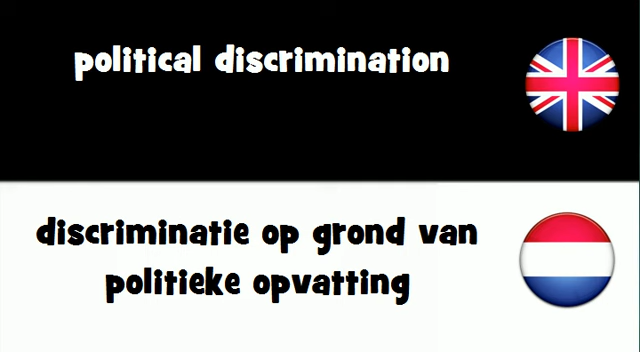 political discrimination
discriminatie op grond van
politieke opvatting